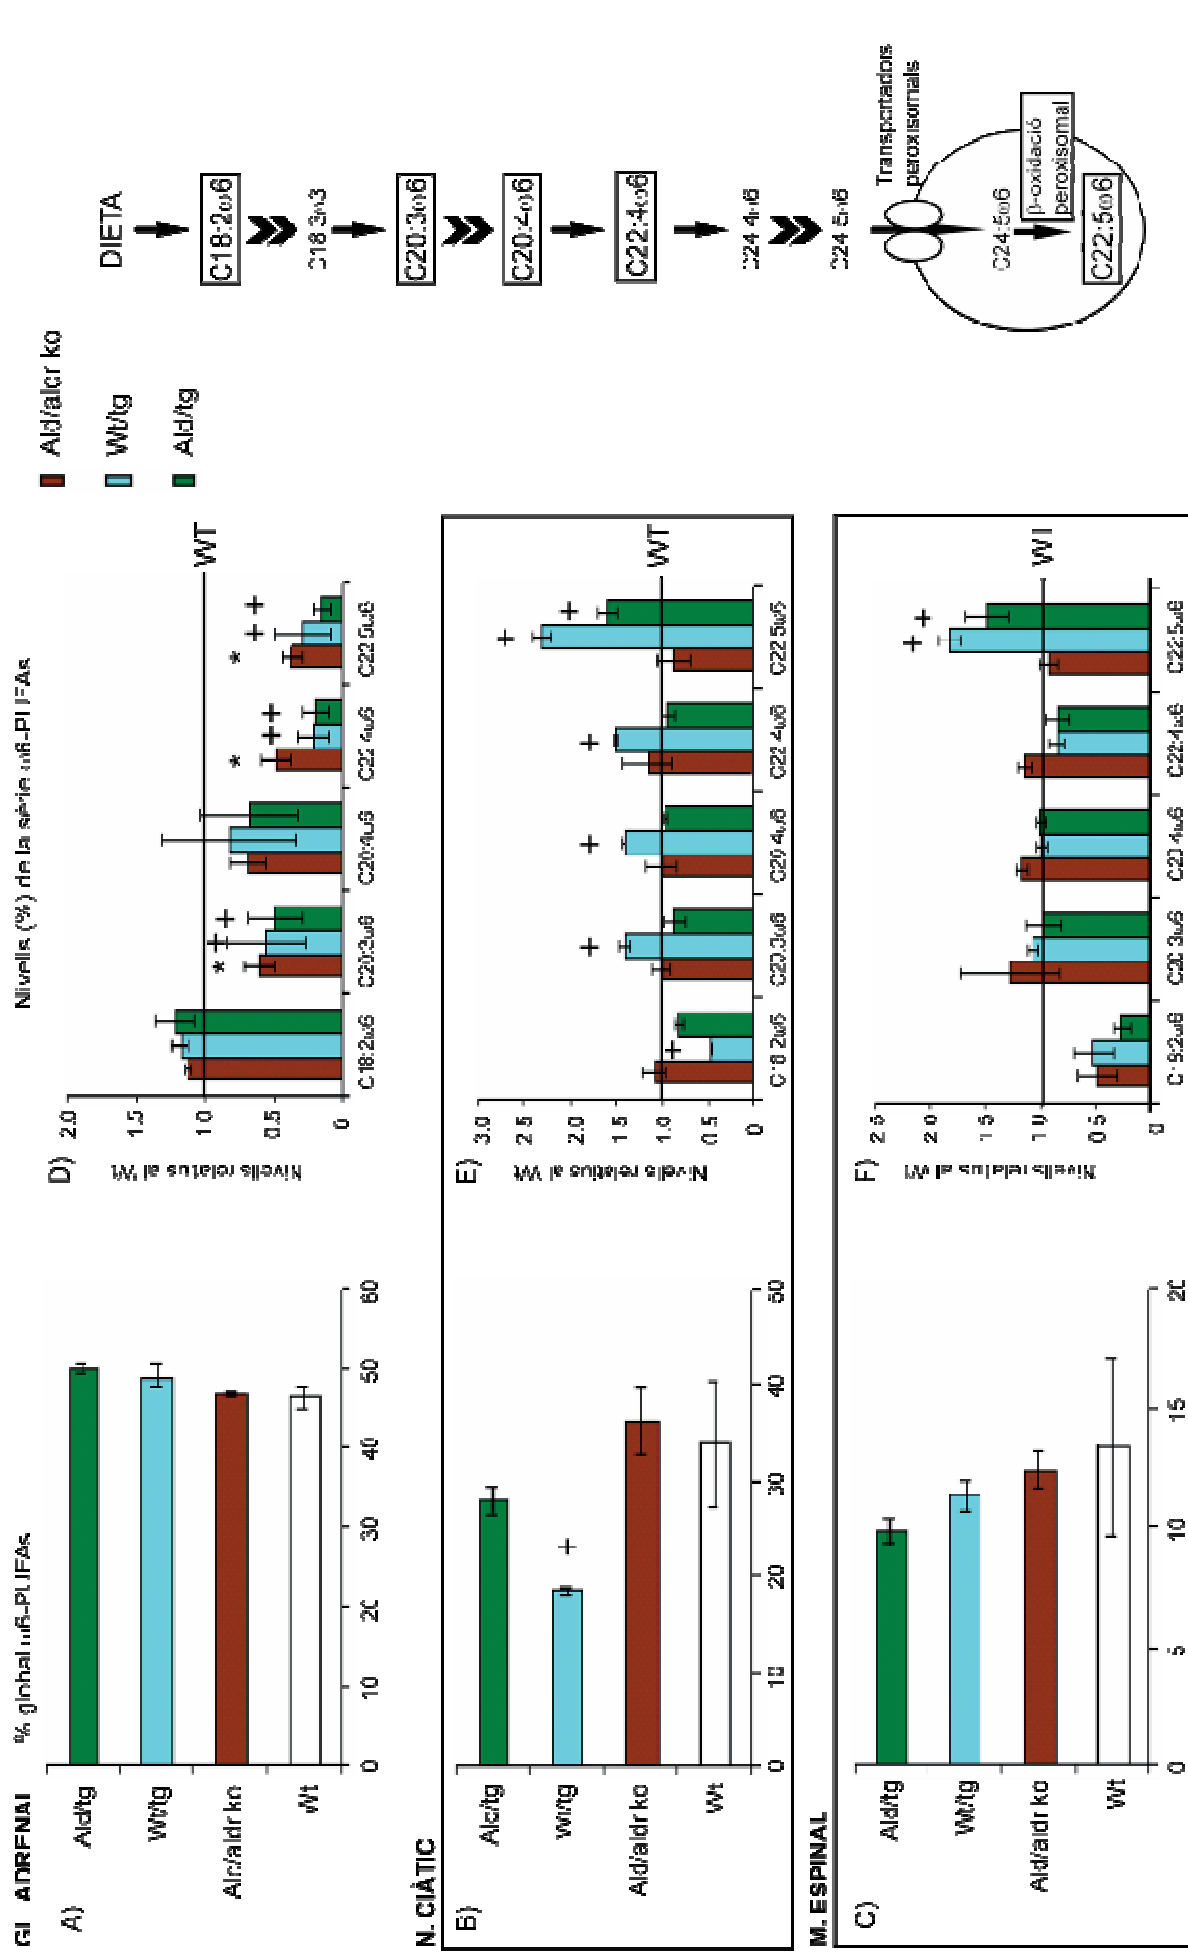 GL ADRENAL
% global ω6-PUFAs
A)
Ald/tg
Wt/tg
Ald/aldr ko
Wt
0 10 20 30 40 50 60
Nivells (%) de la sèrie ω6-PUFAs
D)
Nivells relatius al Wt
2.0
1.5
1.0
0.5
0
WT
* + +
* + +
* + +
C18:2ω6 C20:3ω6 C20:4ω6 C22:4ω6 C22:5ω6
Ald/aldr ko
Wt/tg
Ald/tg
N. CIÀTIC
B)
Ald/tg
Wt/tg
Ald/aldr ko
Wt
+
0 10 20 30 40 50
E)
Nivells relatius al Wt
3.0
2.0
1.5
1.0
0.5
0
WT
+ + + + + +
C18:2ω6 C20:3ω6 C20:4ω6 C22:4ω6 C22:5ω6
M. ESPINAL
C)
Ald/tg
Wt/tg
Ald/aldr ko
Wt
0 5 10 15 20
F)
Nivells relatius al Wt
2.5
2.0
1.5
1.0
0.5
0
WT
+ +
C18:2ω6 C20:3ω6 C20:4ω6 C22:4ω6 C22:5ω6
DIETA
C18:2ω6
C18:3ω3
C20:3ω6
C20:4ω6
C22:4ω6
C24:4ω6
C24:5ω6
Transportadors
peroxisomals
C24:5ω6
β-oxidació
peroxisomal
C22:5ω6